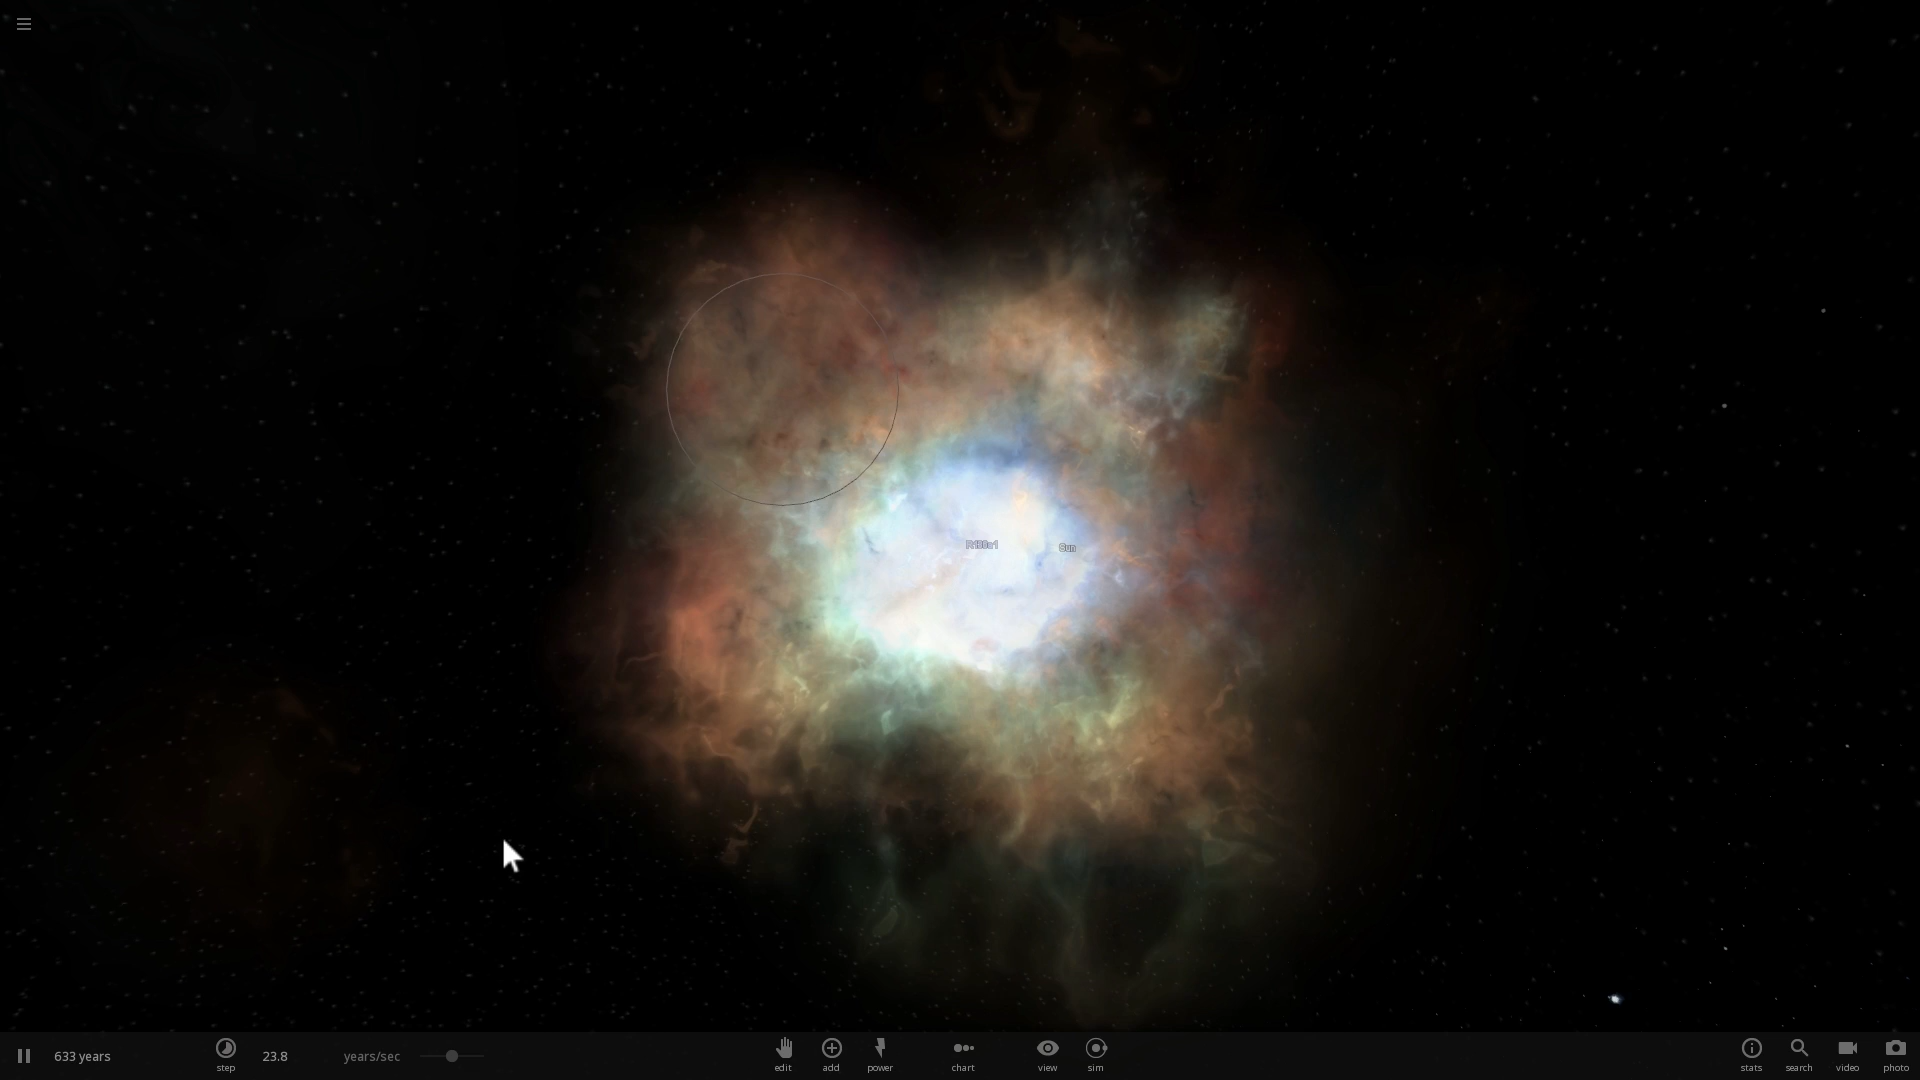 R136a1
Sun
633 years
step
23.8
years/sec
edit
add
power
chart
view
sim
stats
search
video
photo